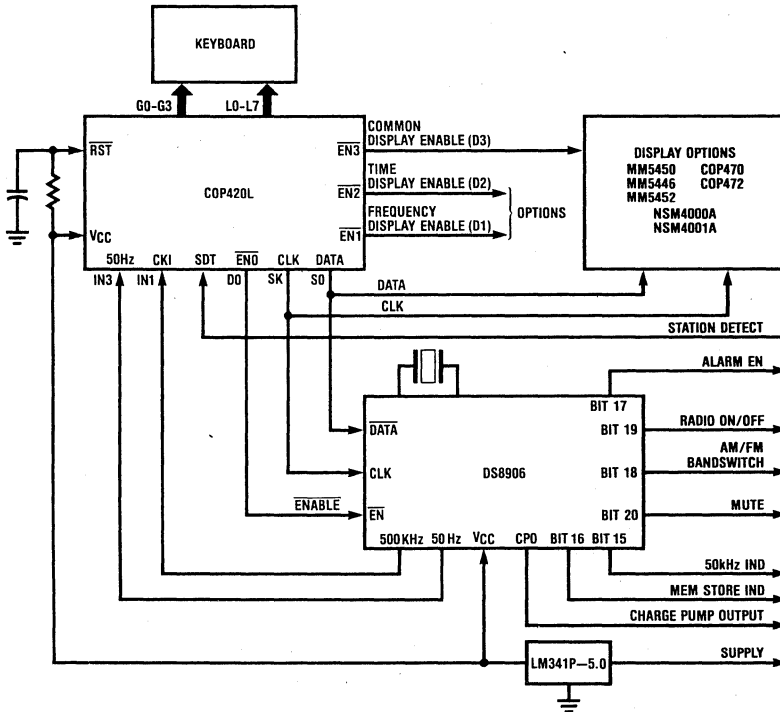 KEYBOARD
G0-G3 L0-L7
RST
COP420L
VCC
50Hz CKI SDT EN0 CLK DATA
IN3 IN1 D0 SK S0
EN3
EN2
EN1
COMMON
DISPLAY ENABLE (D3)
TIME
DISPLAY ENABLE (D2)
FREQUENCY
DISPLAY ENABLE (D1)
OPTIONS
DISPLAY OPTIONS
MM5450 COP470
MM5446 COP472
MM5452
NSM4000A
NSM4001A
DATA
CLK
STATION DETECT
ALARM EN
BIT 17
DATA
BIT 19
RADIO ON/OFF
AM/FM
BANDSWITCH
CLK
DS8906
BIT 18
ENABLE
EN
BIT 20
MUTE
500KHz 50Hz VCC CPO BIT 16 BIT 15
50kHz IND
MEM STORE IND
CHARGE PUMP OUTPUT
SUPPLY
LM341P—5.0